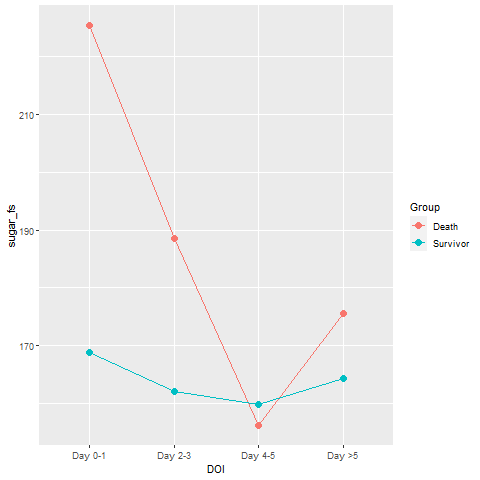 sugar_fs
210
190
170
Day 0-1
Day 2-3
Day 4-5
Day >5
DOI
Group
Death
Survivor